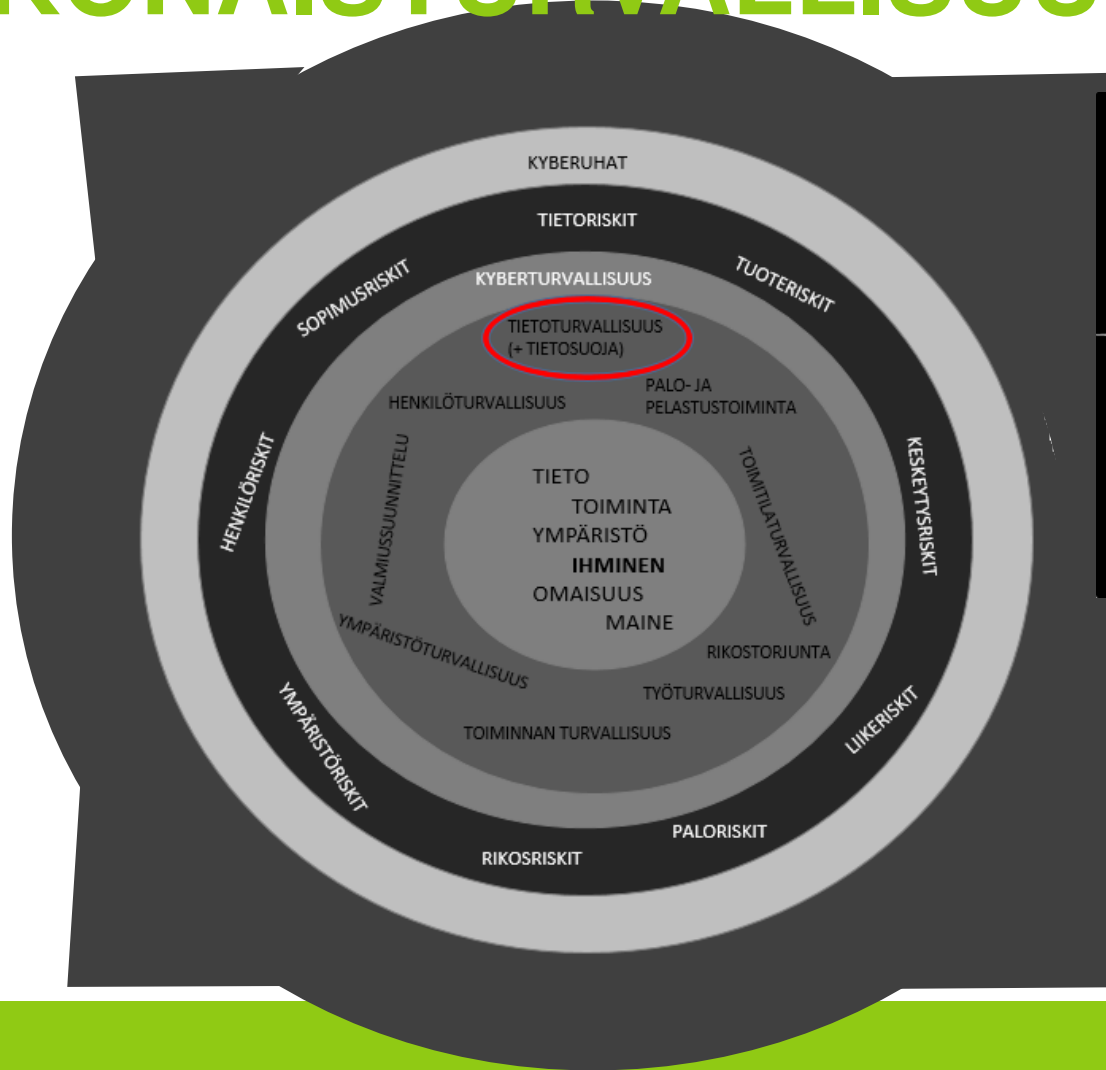 KONAISTURVALLISUU
KYBERUHAT
TIETORISKIT
SOPIMUSRISKIT
TUOTERISKIT
KYBERTURVALLISUUS
TIETOTURVALLISUUS
(+ TIETOSUOJA)
HENKILÖTURVALLISUUS
PALO- JA
PELASTUSTOIMINTA
HENKILÖRISKIT
VALMIUSSUUNNITTELU
TIETO
TOIMINTA
YMPÄRISTÖ
IHMINEN
OMAISUUS
MAINE
TOIMITILATURVALLISUUS
KESKEYTYSRISKIT
YMPÄRISTÖTURVALLISUUS
RIKOSTORJUNTA
TYÖTURVALLISUUS
TOIMINNAN TURVALLISUUS
YMPÄRISTÖRISKIT
LIIKERISKIT
PALORISKIT
RIKOSRISKIT